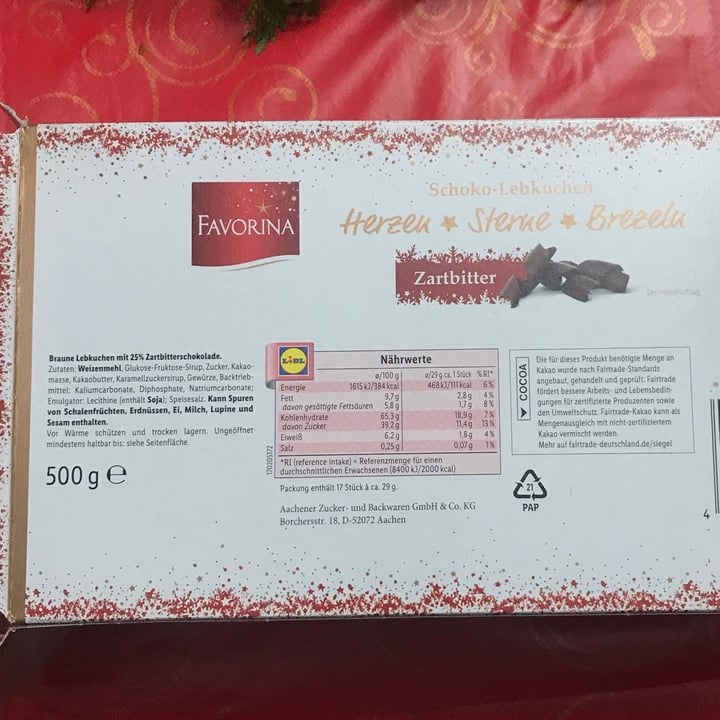 Schoko-Lebkuchen
FAVORINA
Herzen ★ Sterne ★ Brezeln
Zartbitter
Serviervorschlag
Braune Lebkuchen mit 25% Zartbitterschokolade.
Zutaten: Weizenmehl, Glukose-Fruktose-Sirup, Zucker, Kakao-
masse, Kakaobutter, Karamellzuckersirup, Gewürze, Backtrieb-
mittel: Kaliumcarbonate, Diphosphate, Natriumcarbonate;
Emulgator: Lecithine (enthält Soja); Speisesalz. Kann Spuren
von Schalenfrüchten, Erdnüssen, Ei, Milch, Lupine und
Sesam enthalten.
Vor Wärme schützen und trocken lagern. Ungeöffnet
mindestens haltbar bis: siehe Seitenfläche.
500 g e
LIDL
Nährwerte
ø/100 g ø/29 g ca. 1 Stück %RI*
Energie 1615 kJ/384 kcal 468 kJ/111 kcal 6%
Fett 9,7 g 2,8 g 4%
davon gesättigte Fettsäuren 5,8 g 1,7 g 8%
Kohlenhydrate 65,3 g 18,9 g 7%
davon Zucker 39,2 g 11,4 g 13%
Eiweiß 6,2 g 1,8 g 4%
Salz 0,25 g 0,07 g 1%
*RI (reference intake) = Referenzmenge für einen
durchschnittlichen Erwachsenen (8400 kJ/2000 kcal)
Packung enthält 17 Stück à ca. 29 g.
Aachener Zucker- und Backwaren GmbH & Co. KG
Borchersstr. 18, D-52072 Aachen
COCOA
Die für dieses Produkt benötigte Menge an
Kakao wurde nach Fairtrade-Standards
angebaut, gehandelt und geprüft. Fairtrade
fördert bessere Arbeits- und Lebensbedin-
gungen für zertifizierte Produzenten sowie
den Umweltschutz. Fairtrade-Kakao kann als
Mengenausgleich mit nicht-zertifiziertem
Kakao vermischt werden.
Mehr auf fairtrade-deutschland.de/siegel
21
PAP
4